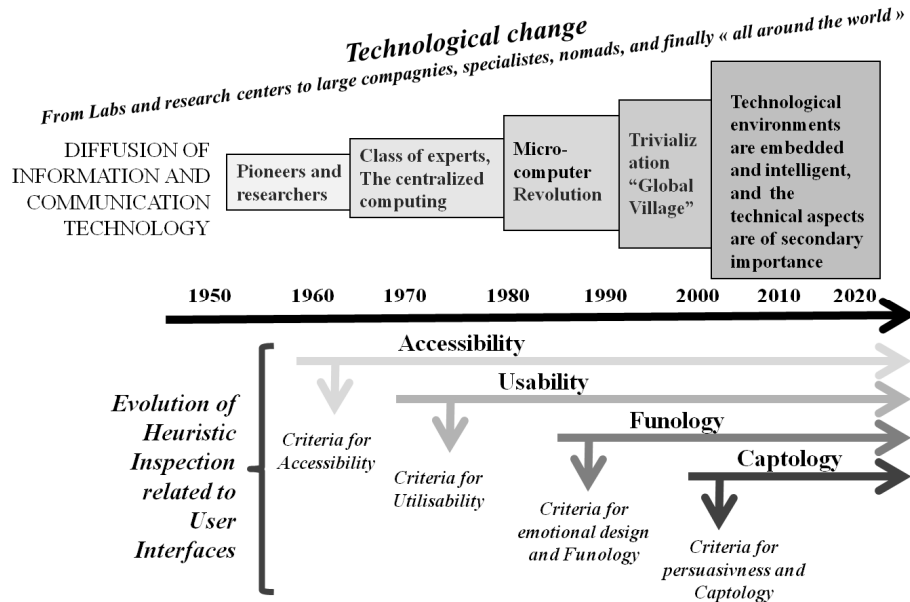 Technological change
From Labs and research centers to large compagnies, specialistes, nomads, and finally « all around the world »
DIFFUSION OF
INFORMATION AND
COMMUNICATION
TECHNOLOGY
Pioneers and
researchers
Class of experts,
The centralized
computing
Micro-
computer
Revolution
Trivializ
ation
“Global
Village”
Technological
environments
are embedded
and intelligent,
and the
technical aspects
are of secondary
importance
1950 1960 1970 1980 1990 2000 2010 2020
Evolution of
Heuristic
Inspection
related to
User
Interfaces
Accessibility
Criteria for
Accessibility
Usability
Criteria for
Utilisability
Funology
Criteria for
emotional design
and Funology
Captology
Criteria for
persuasivness and
Captology